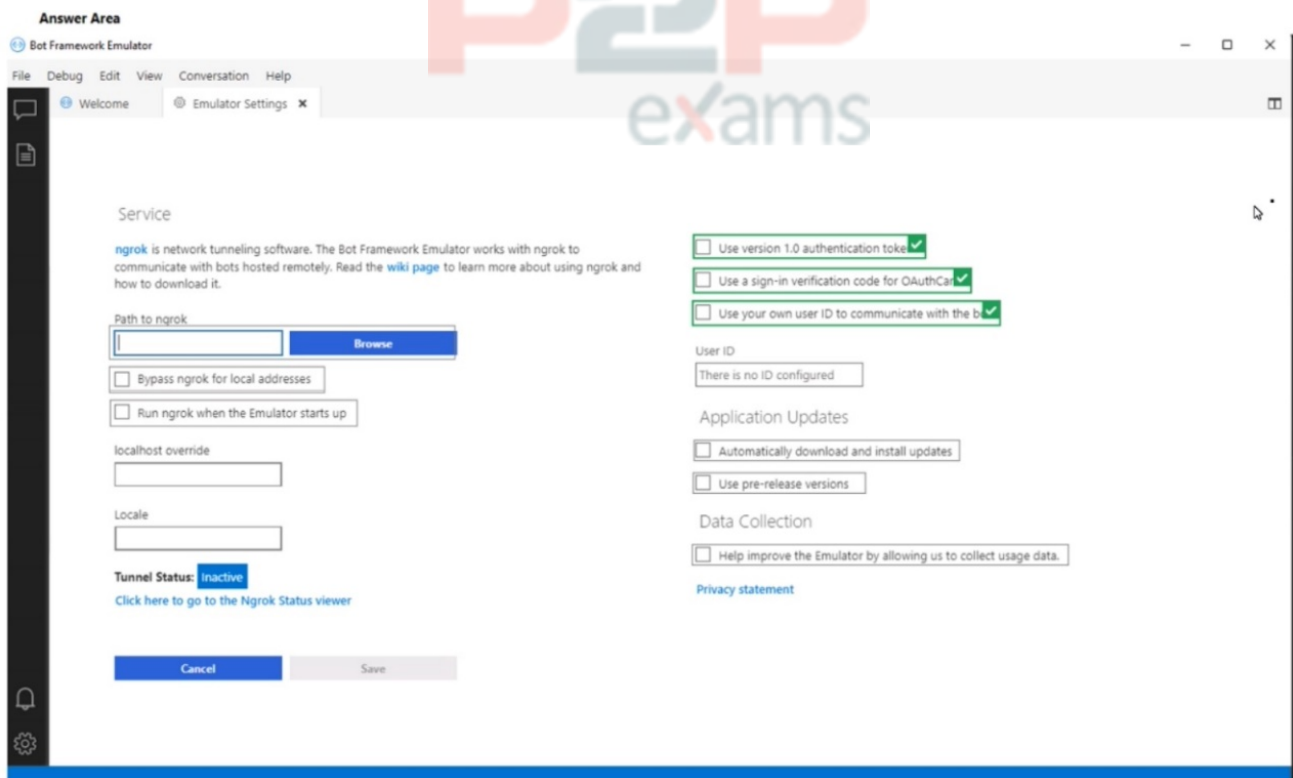 Answer Area
P2P
exams
Bot Framework Emulator
File Debug Edit View Conversation Help
Welcome Emulator Settings
Service
ngrok is network tunneling software. The Bot Framework Emulator works with ngrok to
communicate with bots hosted remotely. Read the wiki page to learn more about using ngrok and
how to download it.
Path to ngrok
Browse
Bypass ngrok for local addresses
Run ngrok when the Emulator starts up
localhost override
Locale
Tunnel Status: Inactive
Click here to go to the Ngrok Status viewer
Cancel Save
Use version 1.0 authentication toke
Use a sign-in verification code for OAuthCar
Use your own user ID to communicate with the b
User ID
There is no ID configured
Application Updates
Automatically download and install updates
Use pre-release versions
Data Collection
Help improve the Emulator by allowing us to collect usage data.
Privacy statement